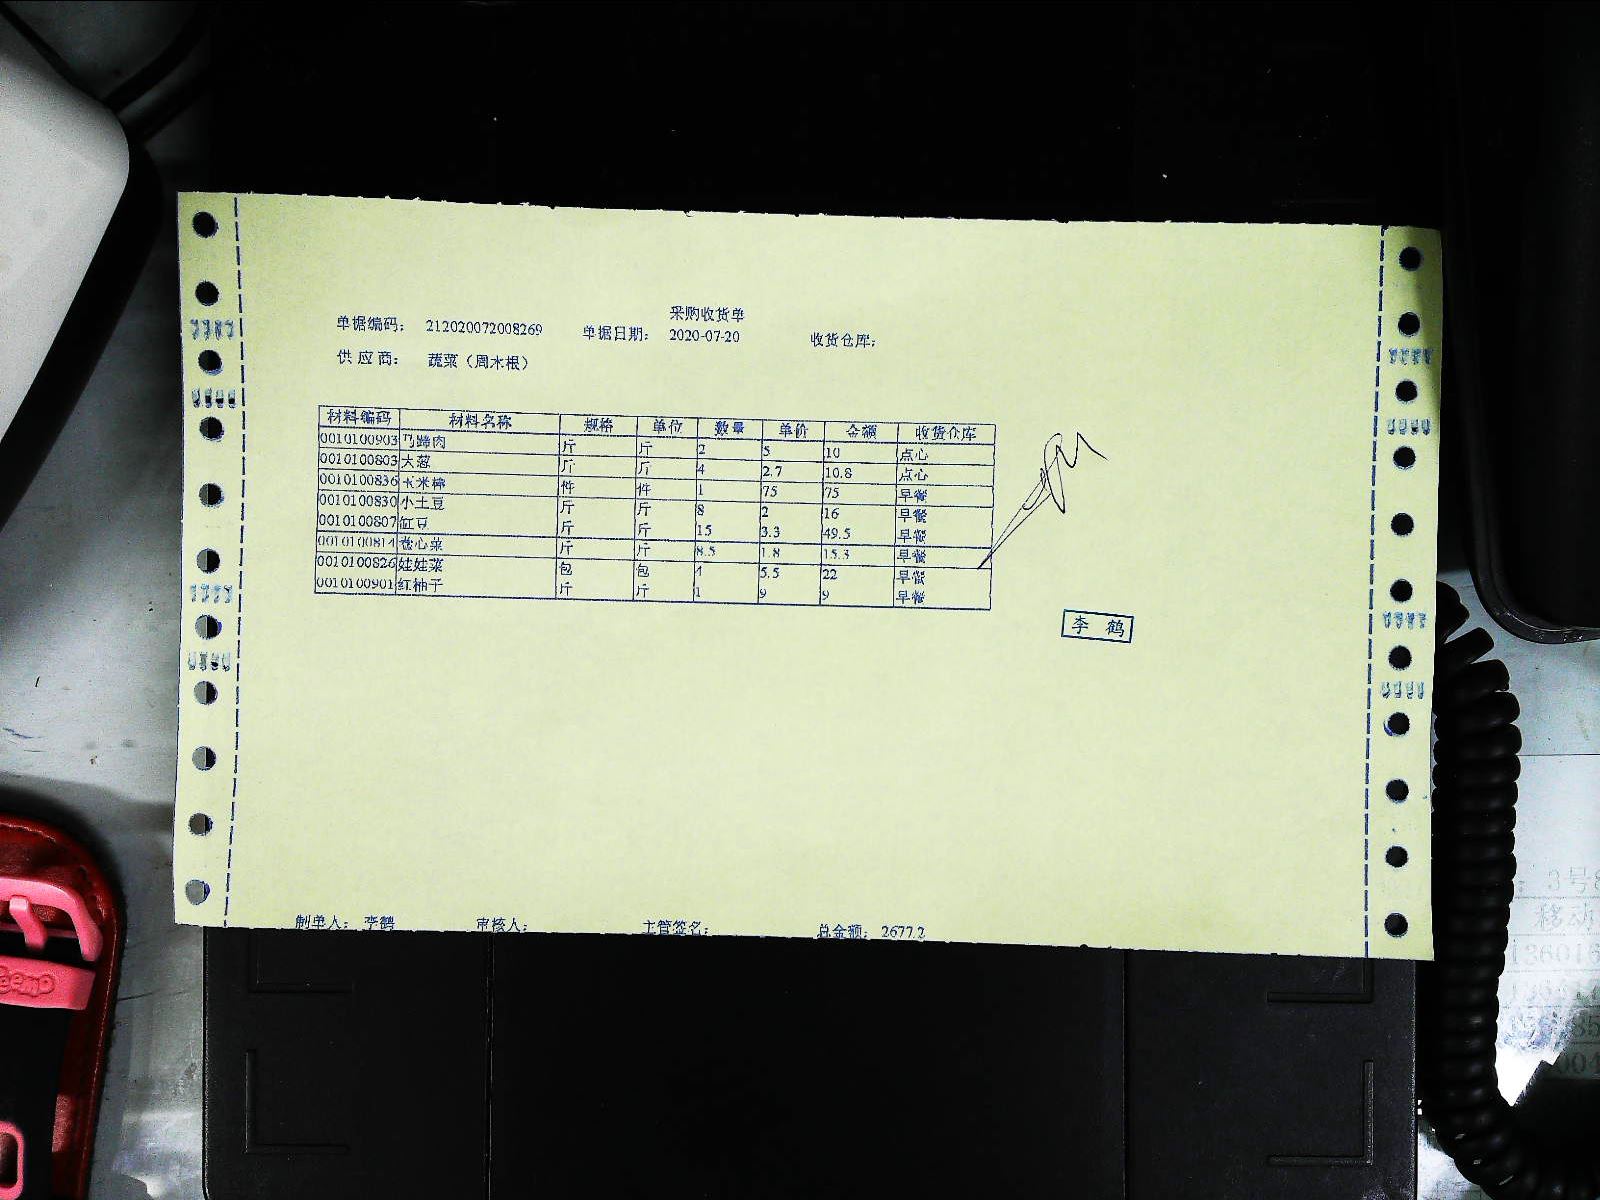 采购收货单
单据编码： 212020072008269 单据日期： 2020-07-20 收货仓库：
供应商： 蔬菜（周木根）
材料编码 材料名称 规格 单位 数量 单价 金额 收货仓库
0010100903 马蹄肉 斤 斤 2 5 10 点心
0010100803 大葱 斤 斤 4 2.7 10.8 点心
0010100836 玉米棒 件 件 1 75 75 早餐
0010100830 小土豆 斤 斤 8 2 16 早餐
0010100807 豇豆 斤 斤 15 3.3 49.5 早餐
0010100814 卷心菜 斤 斤 8.5 1.8 15.3 早餐
0010100826 娃娃菜 包 包 4 5.5 22 早餐
0010100901 红柚子 斤 斤 1 9 9 早餐
李 鹤
制单人： 李鹤 审核人： 主管签名： 总金额： 2677.2
3号
移动